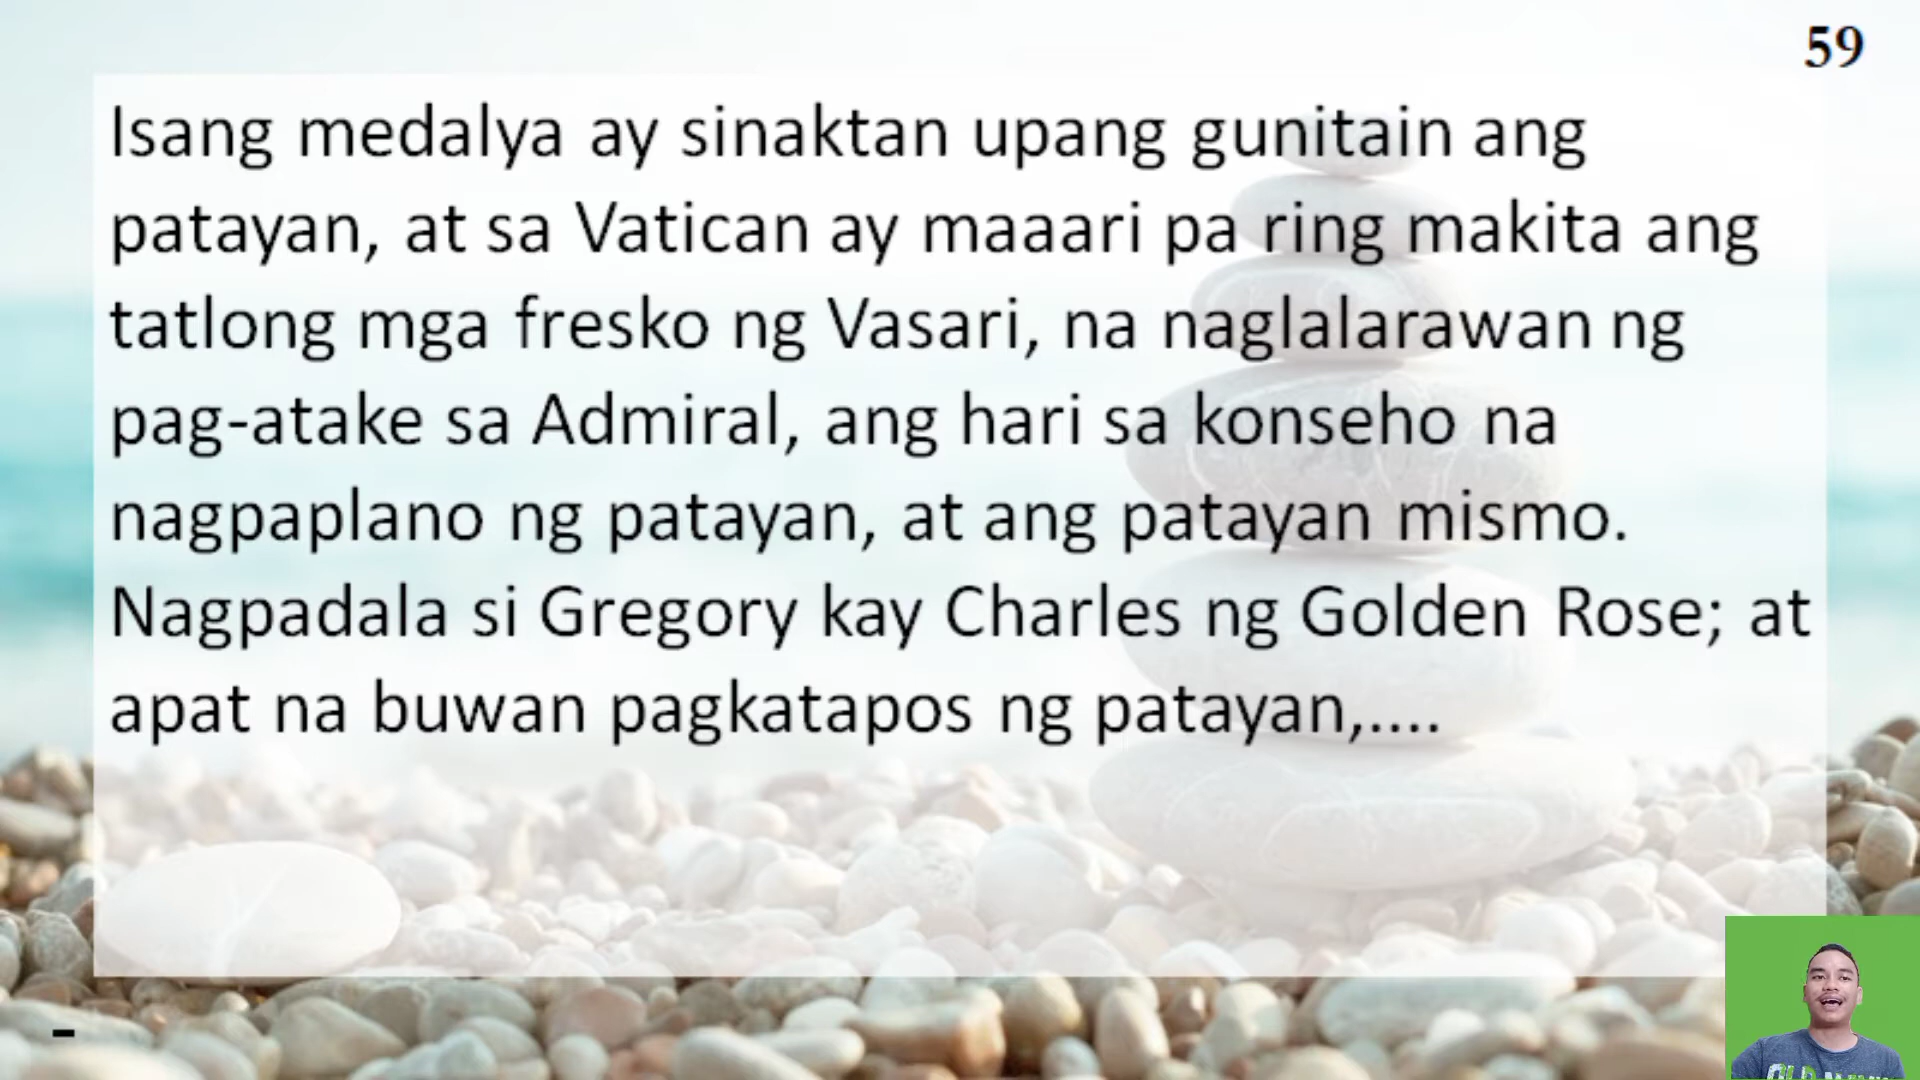 59
Isang medalya ay sinaktan upang gunitain ang
patayan, at sa Vatican ay maaari pa ring makita ang
tatlong mga fresko ng Vasari, na naglalarawan ng
pag-atake sa Admiral, ang hari sa konseho na
nagpaplano ng patayan, at ang patayan mismo.
Nagpadala si Gregory kay Charles ng Golden Rose; at
apat na buwan pagkatapos ng patayan,....
-